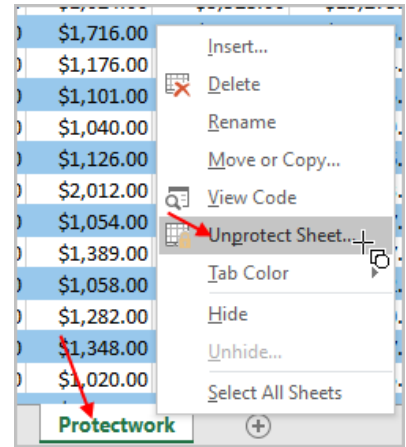 $1,716.00
$1,176.00
$1,101.00
$1,040.00
$1,126.00
$2,012.00
$1,054.00
$1,389.00
$1,058.00
$1,282.00
$1,348.00
$1,020.00
Insert...
Delete
Rename
Move or Copy...
View Code
Unprotect Sheet...
Tab Color
Hide
Unhide...
Select All Sheets
Protectwork